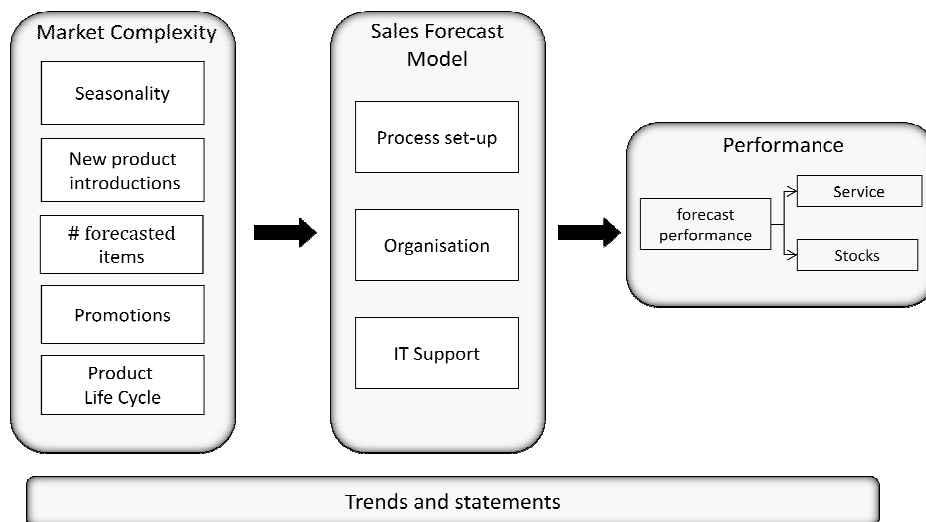 Market Complexity
Seasonality
New product
introductions
# forecasted
items
Promotions
Product
Life Cycle
Sales Forecast
Model
Process set-up
Organisation
IT Support
Performance
forecast
performance
Service
Stocks
Trends and statements